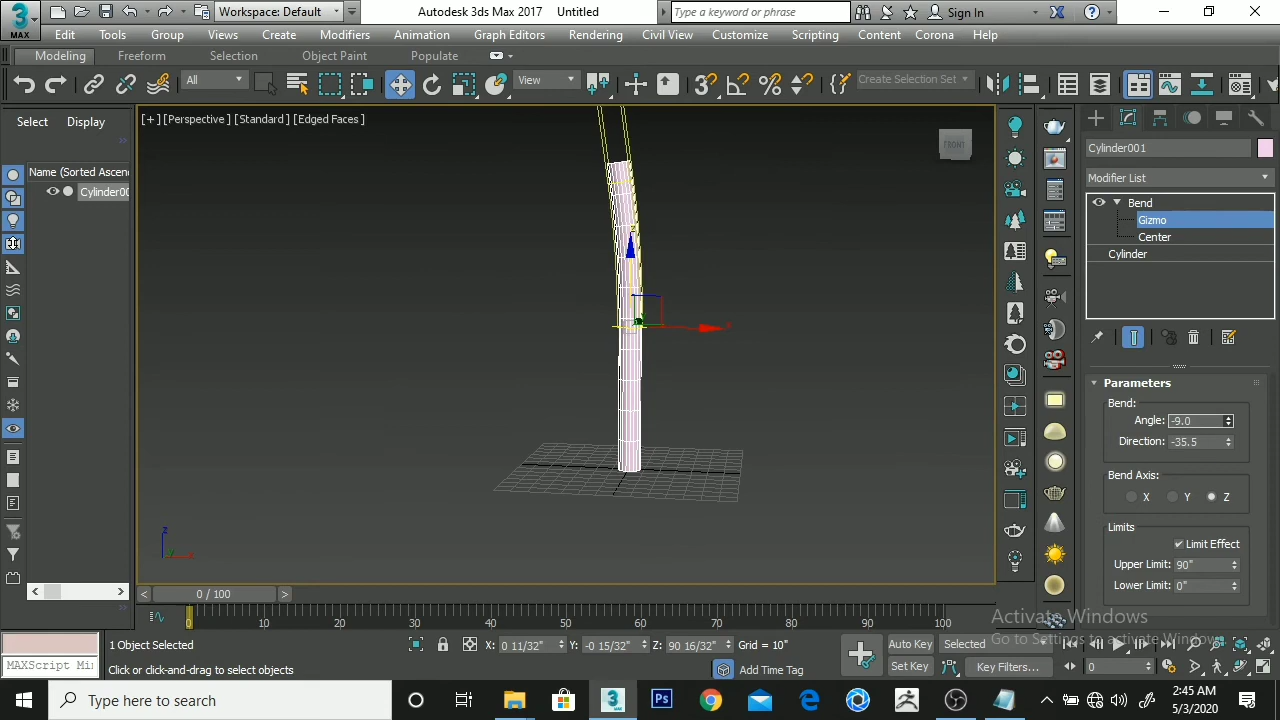 Workspace: Default
Autodesk 3ds Max 2017 Untitled
Type a keyword or phrase
Sign In
MAX
Edit Tools Group Views Create Modifiers Animation Graph Editors Rendering Civil View Customize Scripting Content Corona Help
Modeling Freeform Selection Object Paint Populate
All
View
Create Selection Set
Select Display
[+] [Perspective] [Standard] [Edged Faces]
FRONT
Name (Sorted Ascen
Cylinder00
Cylinder001
Modifier List
Bend
Gizmo
Center
Cylinder
Parameters
Bend:
Angle: -9.0
Direction: -35.5
Bend Axis:
X Y Z
Limits
Limit Effect
Upper Limit: 90"
Lower Limit: 0"
z
x
z
y
x
< 0 / 100 >
0 10 20 30 40 50 60 70 80 90 100
Activate Windows
Go to Settings to activate Windows.
1 Object Selected
X: 0 11/32" Y: -0 15/32" Z: 90 16/32" Grid = 10"
Auto Key Selected
MAXScript Mi
Click or click-and-drag to select objects
Add Time Tag
Set Key Key Filters...
0
Type here to search
Ps
2:45 AM
5/3/2020